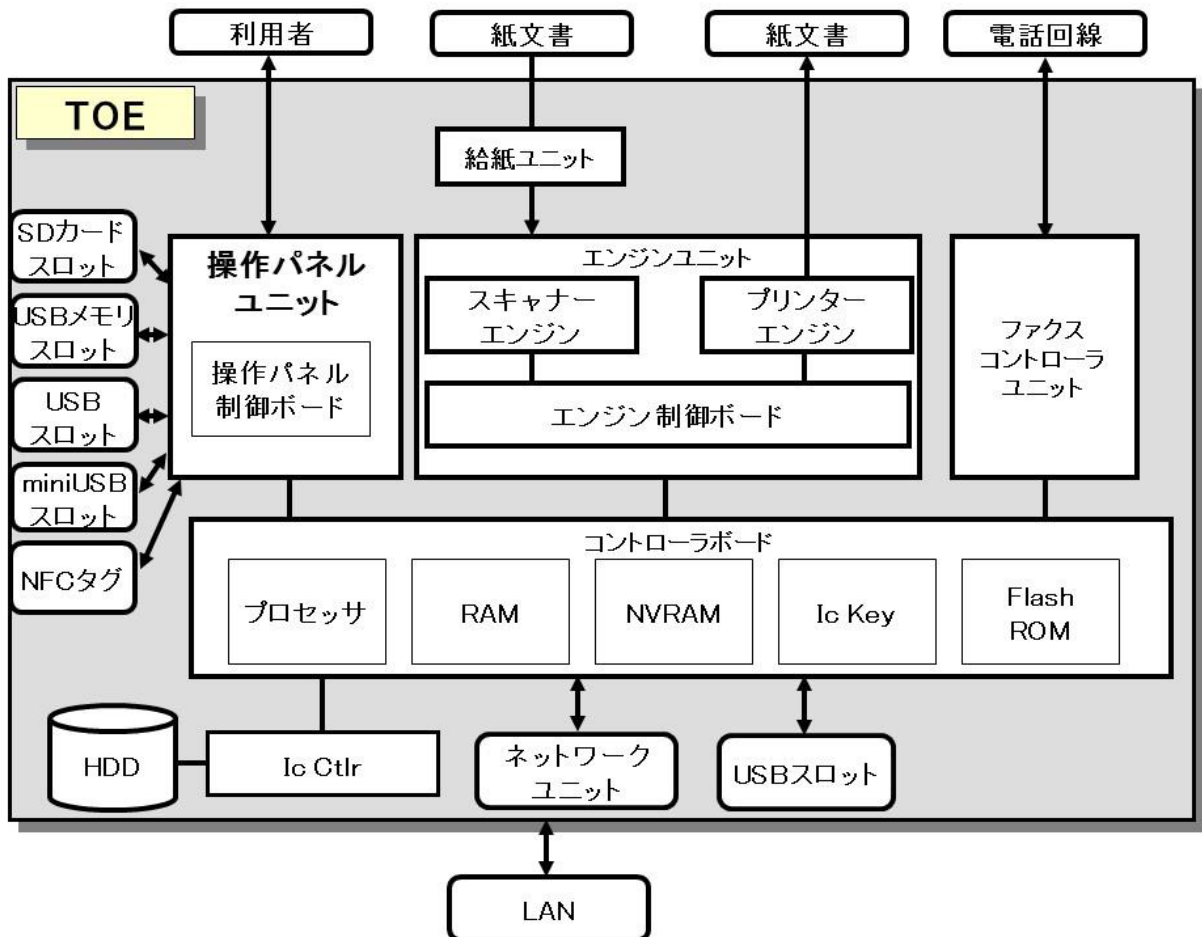 利用者
紙文書
紙文書
電話回線
TOE
給紙ユニット
SDカード
スロット
USBメモリ
スロット
USB
スロット
miniUSB
スロット
NFCタグ
操作パネル
ユニット
操作パネル
制御ボード
エンジンユニット
スキャナー
エンジン
プリンター
エンジン
エンジン制御ボード
ファクス
コントローラ
ユニット
コントローラボード
プロセッサ
RAM
NVRAM
Ic Key
Flash
ROM
HDD
Ic Ctlr
ネットワーク
ユニット
USBスロット
LAN